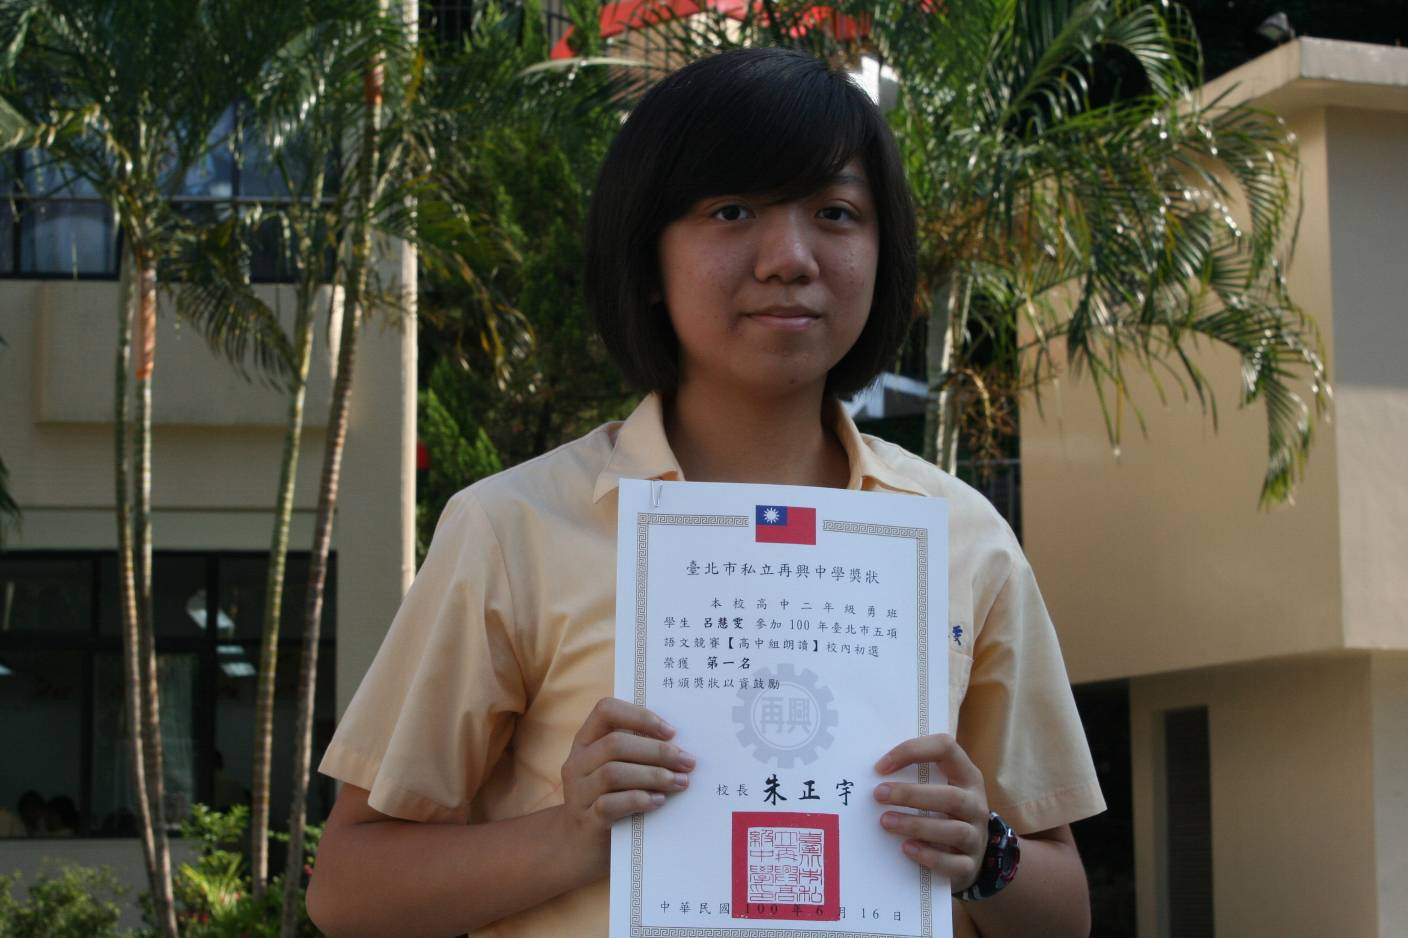 臺北市私立再興中學獎狀
本校高中二年級勇班
學生 呂慧雯 參加 100 年臺北市五項
語文競賽【高中組朗讀】校內初選
榮獲 第一名
特頒獎狀以資鼓勵
再興
校長 朱正宇
中華民國 100 年 6 月 16 日
雯